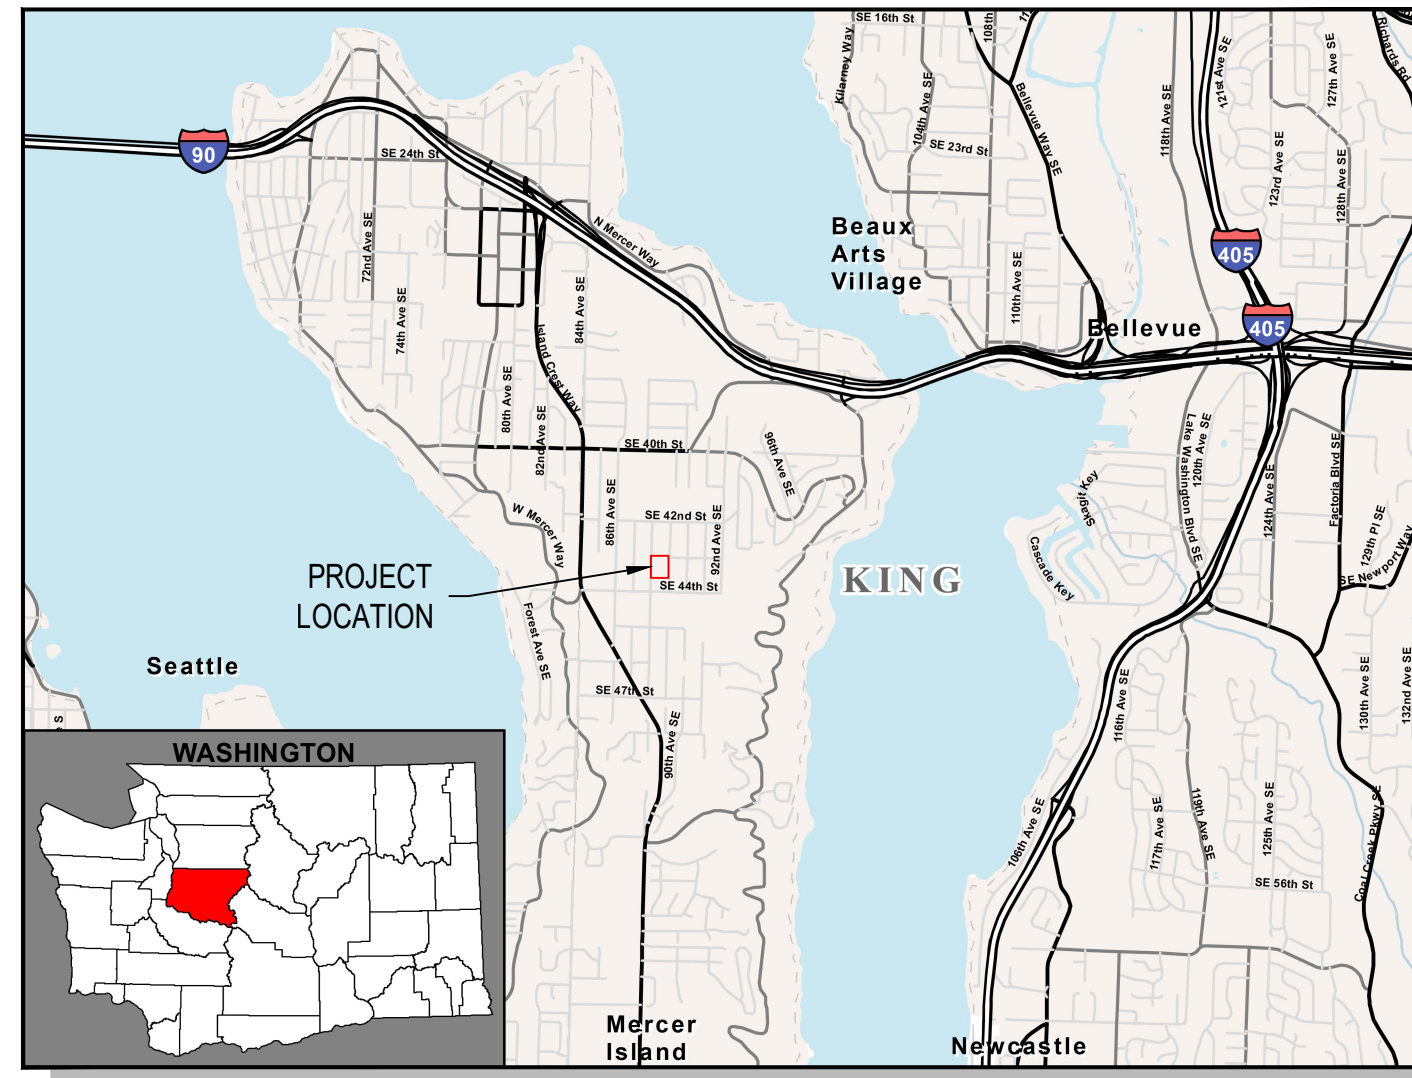 SE 16th St
108th
Kilarney Way
104th Ave SE
SE 23rd St
Bellevue Way SE
118th Ave SE
121st Ave SE
127th Ave SE
Richards Rd
123rd Ave SE
128th Ave SE
90
SE 24th St
N Mercer Way
72nd Ave SE
74th Ave SE
84th Ave SE
Island Crest Way
80th Ave SE
82nd Ave SE
Beaux
Arts
Village
110th Ave SE
405
Bellevue
405
SE 40th St
96th Ave SE
86th Ave SE
SE 42nd St
92nd Ave SE
W Mercer Way
SE 44th St
PROJECT
LOCATION
Forest Ave SE
KING
Skagit Key
Cascade Key
Lake Washington Blvd SE
120th Ave SE
124th Ave SE
Factoria Blvd SE
129th Pl SE
SE Newport Way
Seattle
S
SE 47th St
90th Ave SE
116th Ave SE
130th Ave SE
132nd Ave SE
106th Ave SE
117th Ave SE
119th Ave SE
125th Ave SE
SE 56th St
Coal Creek Pkwy SE
WASHINGTON
Mercer
Island
Newcastle